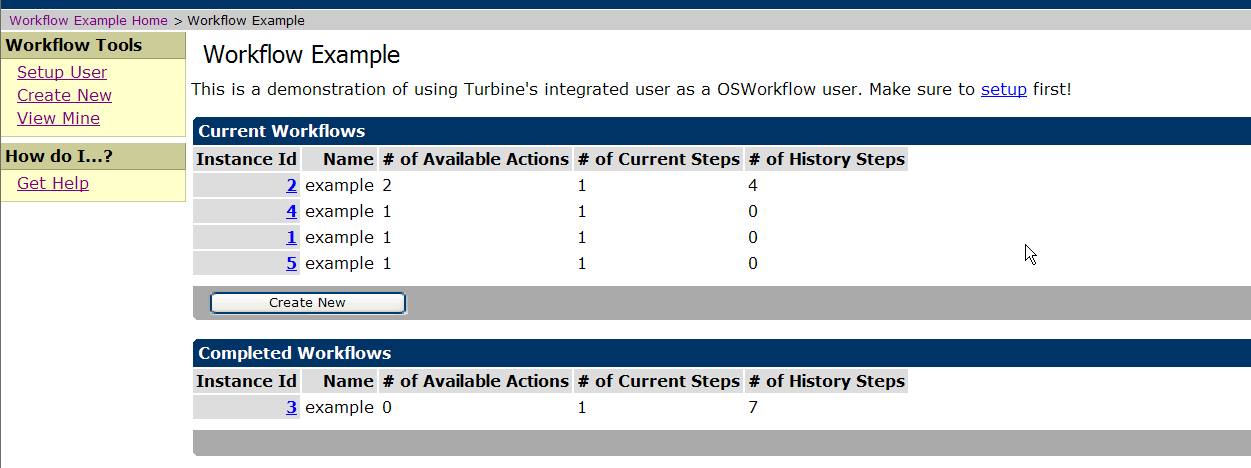 Workflow Example Home > Workflow Example
Workflow Tools
Setup User
Create New
View Mine
How do I...?
Get Help
Workflow Example
This is a demonstration of using Turbine's integrated user as a OSWorkflow user. Make sure to setup first!
Current Workflows
Instance Id Name # of Available Actions # of Current Steps # of History Steps
2 example 2 1 4
4 example 1 1 0
1 example 1 1 0
5 example 1 1 0
Create New
Completed Workflows
Instance Id Name # of Available Actions # of Current Steps # of History Steps
3 example 0 1 7